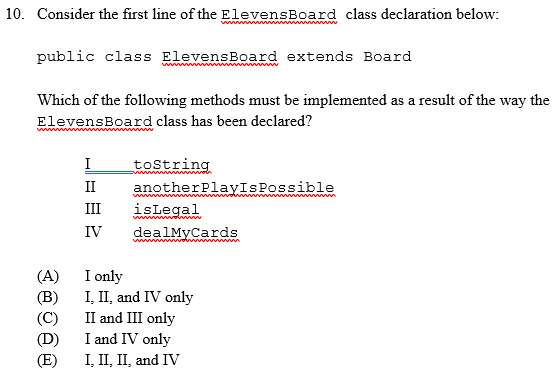 10. Consider the first line of the ElevensBoard class declaration below:
public class ElevensBoard extends Board
Which of the following methods must be implemented as a result of the way the
ElevensBoard class has been declared?
I toString
II anotherPlayIsPossible
III isLegal
IV dealMyCards
(A) I only
(B) I, II, and IV only
(C) II and III only
(D) I and IV only
(E) I, II, II, and IV